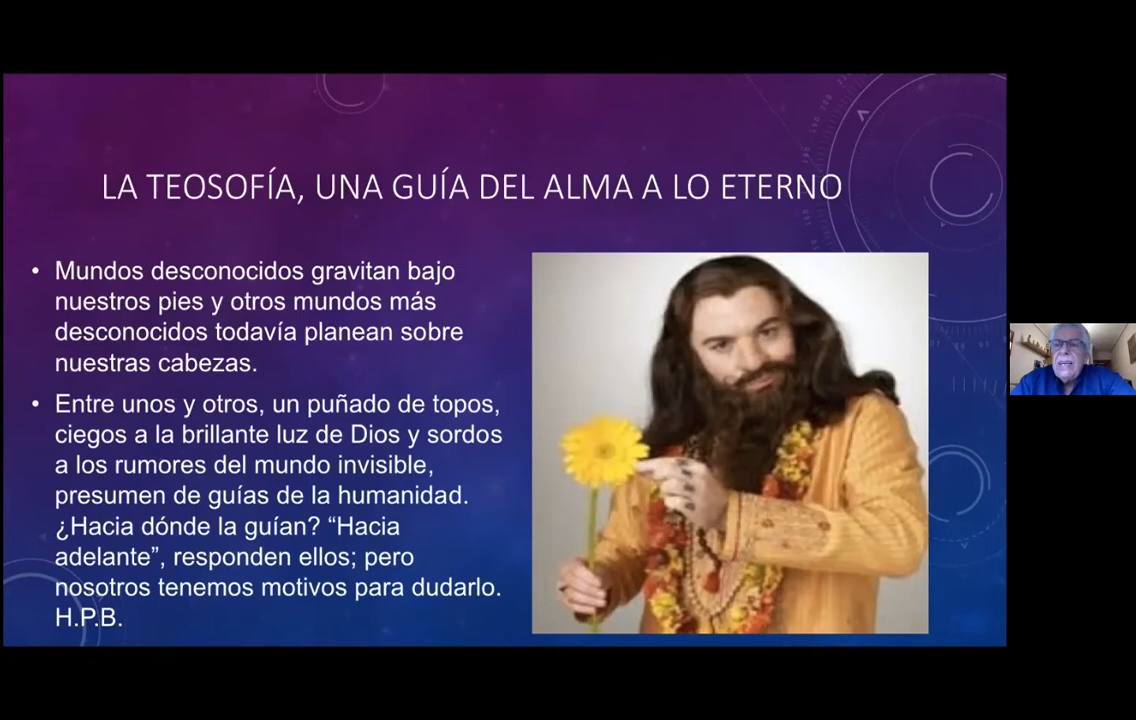 LA TEOSOFÍA, UNA GUÍA DEL ALMA A LO ETERNO
• Mundos desconocidos gravitan bajo
nuestros pies y otros mundos más
desconocidos todavía planean sobre
nuestras cabezas.
• Entre unos y otros, un puñado de topos,
ciegos a la brillante luz de Dios y sordos
a los rumores del mundo invisible,
presumen de guías de la humanidad.
¿Hacia dónde la guían? “Hacia
adelante”, responden ellos; pero
nosotros tenemos motivos para dudarlo.
H.P.B.